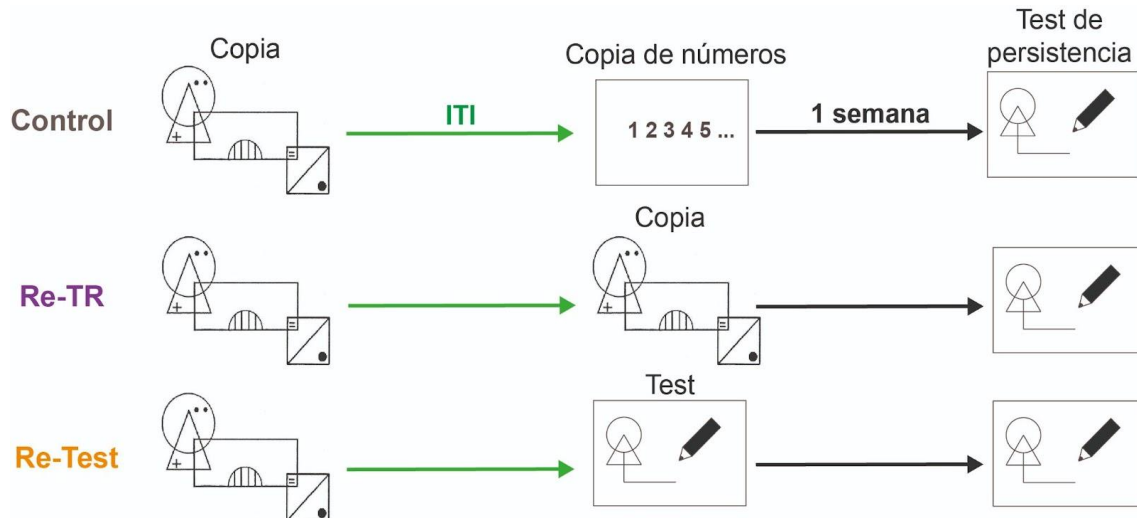 Copia
Copia de números
Test de
persistencia
Control
ITI
1 2 3 4 5 ...
1 semana
Copia
Re-TR
Test
Re-Test